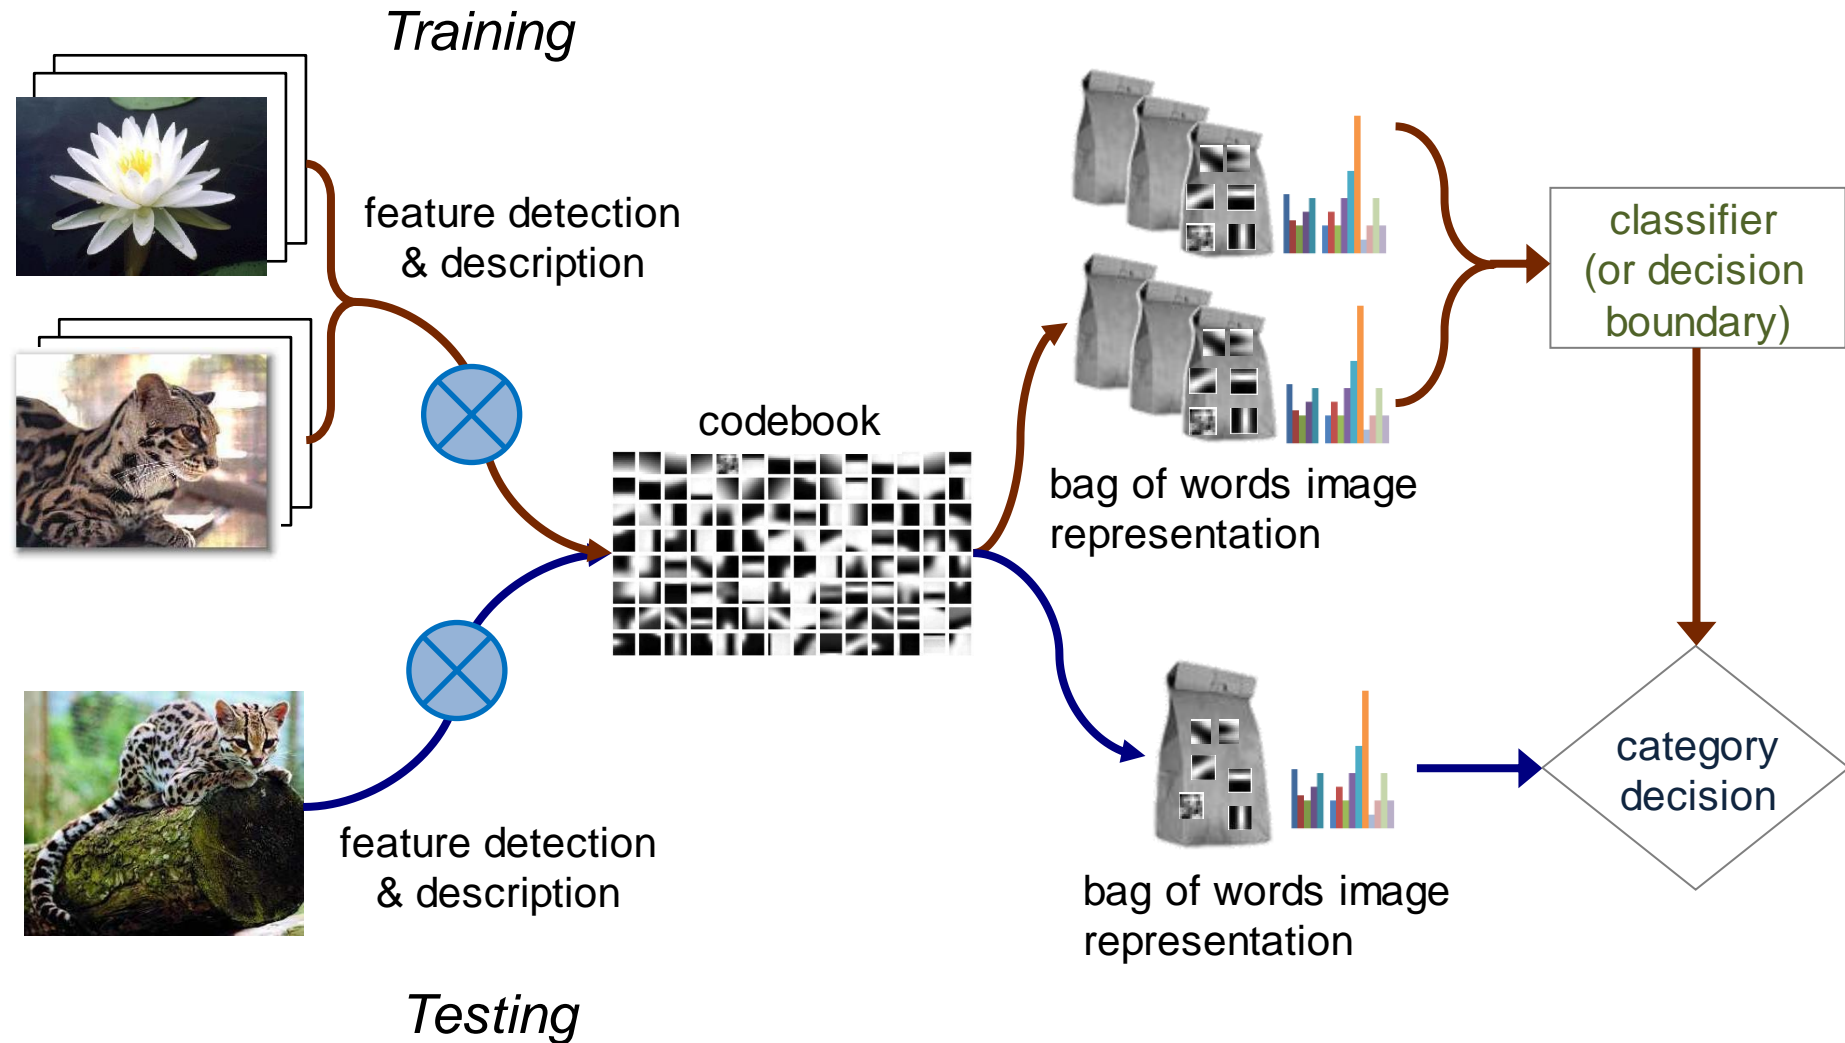 Training
feature detection
& description
codebook
bag of words image
representation
classifier
(or decision
boundary)
category
decision
feature detection
& description
bag of words image
representation
Testing